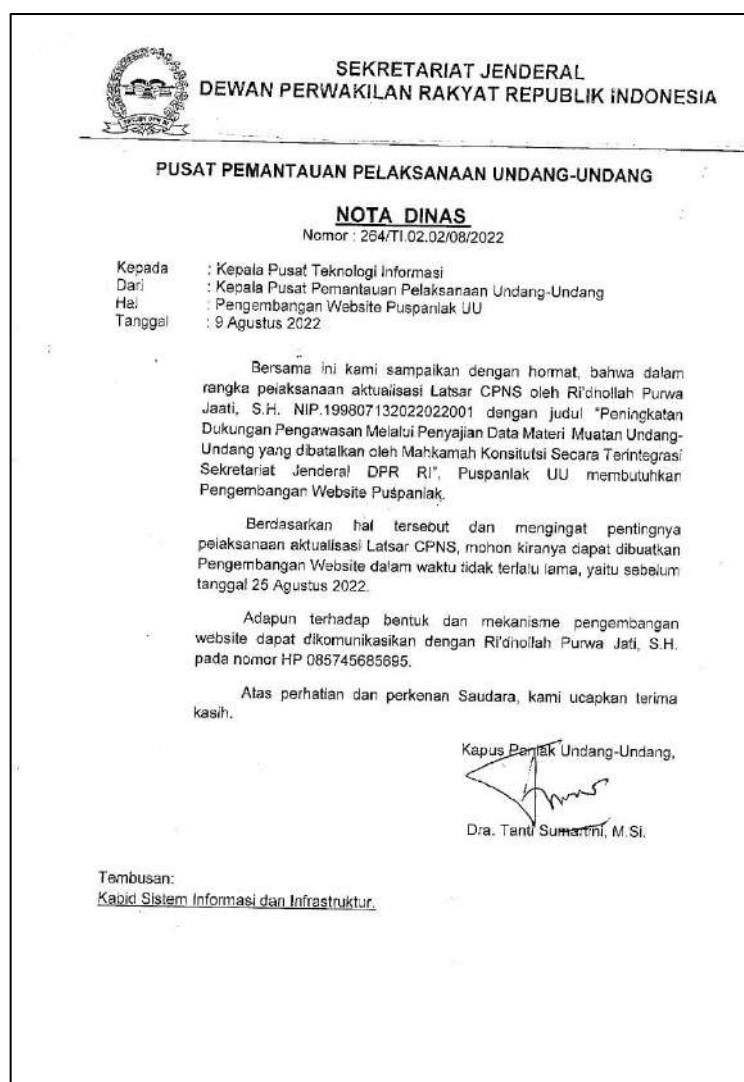 SEKRETARIAT JENDERAL
DEWAN PERWAKILAN RAKYAT REPUBLIK INDONESIA
PUSAT PEMANTAUAN PELAKSANAAN UNDANG-UNDANG
NOTA DINAS
Nomor : 264/TI.02.02/08/2022
Kepada : Kepala Pusat Teknologi Informasi
Dari : Kepala Pusat Pemantauan Pelaksanaan Undang-Undang
Hal : Pengembangan Website Puspanlak UU
Tanggal : 9 Agustus 2022
Bersama ini kami sampaikan dengan hormat, bahwa dalam
rangka pelaksanaan aktualisasi Latsar CPNS oleh Ri'dnollah Purwa
Jaati, S.H. NIP.199807132022022001 dengan judul "Peningkatan
Dukungan Pengawasan Melalui Penyajian Data Materi Muatan Undang-
Undang yang dibatalkan oleh Mahkamah Konsitutsi Secara Terintegrasi
Sekretariat Jenderal DPR RI", Puspanlak UU membutuhkan
Pengembangan Website Puspanlak.
Berdasarkan hal tersebut dan mengingat pentingnya
pelaksanaan aktualisasi Latsar CPNS, mohon kiranya dapat dibuatkan
Pengembangan Website dalam waktu tidak terlalu lama, yaitu sebelum
tanggal 25 Agustus 2022.
Adapun terhadap bentuk dan mekanisme pengembangan
website dapat dikomunikasikan dengan Ri'dnollah Purwa Jati, S.H.
pada nomor HP 085745685695.
Atas perhatian dan perkenan Saudara, kami ucapkan terima
kasih.
Kapus Panlak Undang-Undang,
Dra. Tanti Sumartini, M.Si.
Tembusan:
Kabid Sistem Informasi dan Infrastruktur.